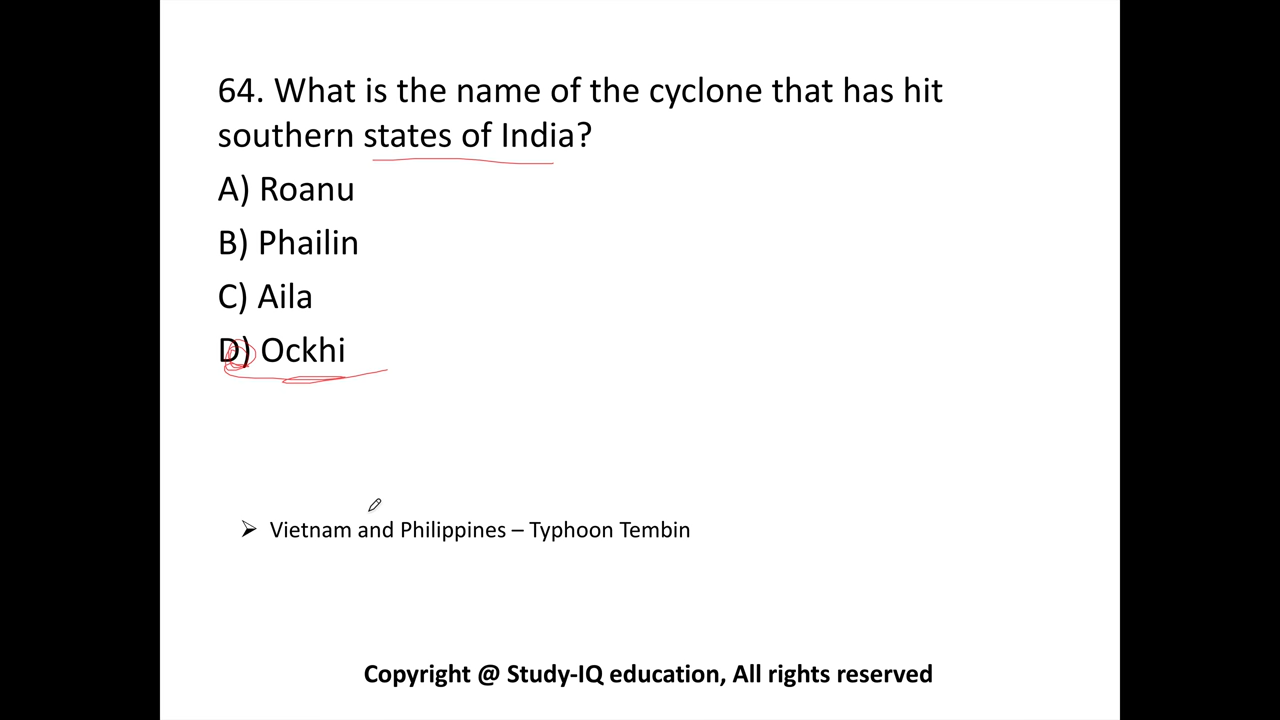 64. What is the name of the cyclone that has hit
southern states of India?
A) Roanu
B) Phailin
C) Aila
D) Ockhi
➢ Vietnam and Philippines – Typhoon Tembin
Copyright @ Study-IQ education, All rights reserved